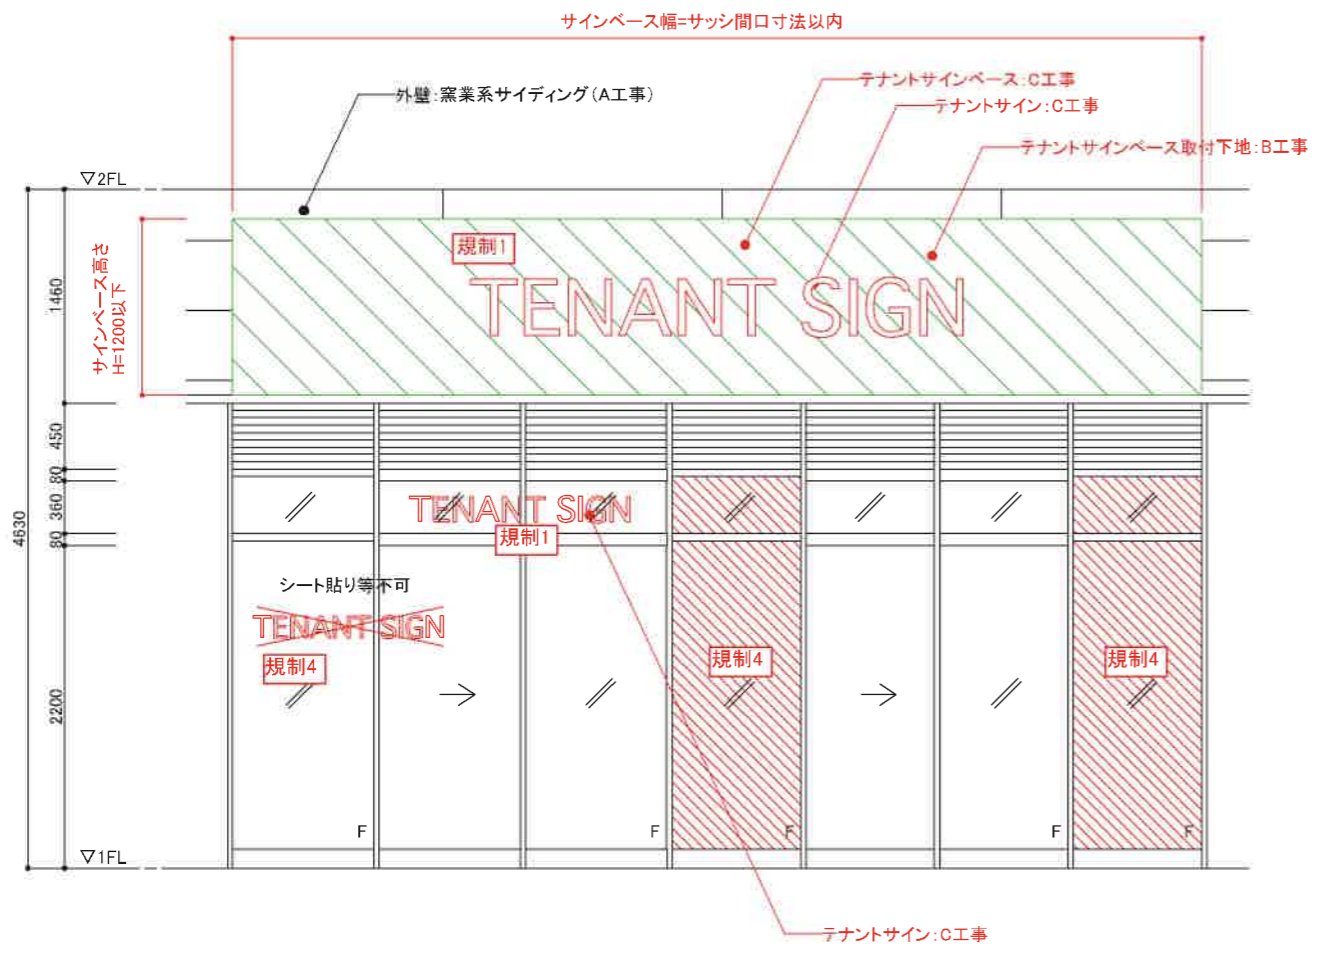 サインベース幅=サッシ間口寸法以内
テナントサインベース:C工事
外壁:窯業系サイディング(A工事)
テナントサイン:C工事
テナントサインベース取付下地:B工事
▽2FL
規制1
TENANT SIGN
サインベース高さ
H=1200以下
1460
450
80
360
80
2200
4630
TENANT SIGN
規制1
シート貼り等不可
TENANT SIGN
規制4
規制4
規制4
F
F
F
F
F
▽1FL
テナントサイン:C工事